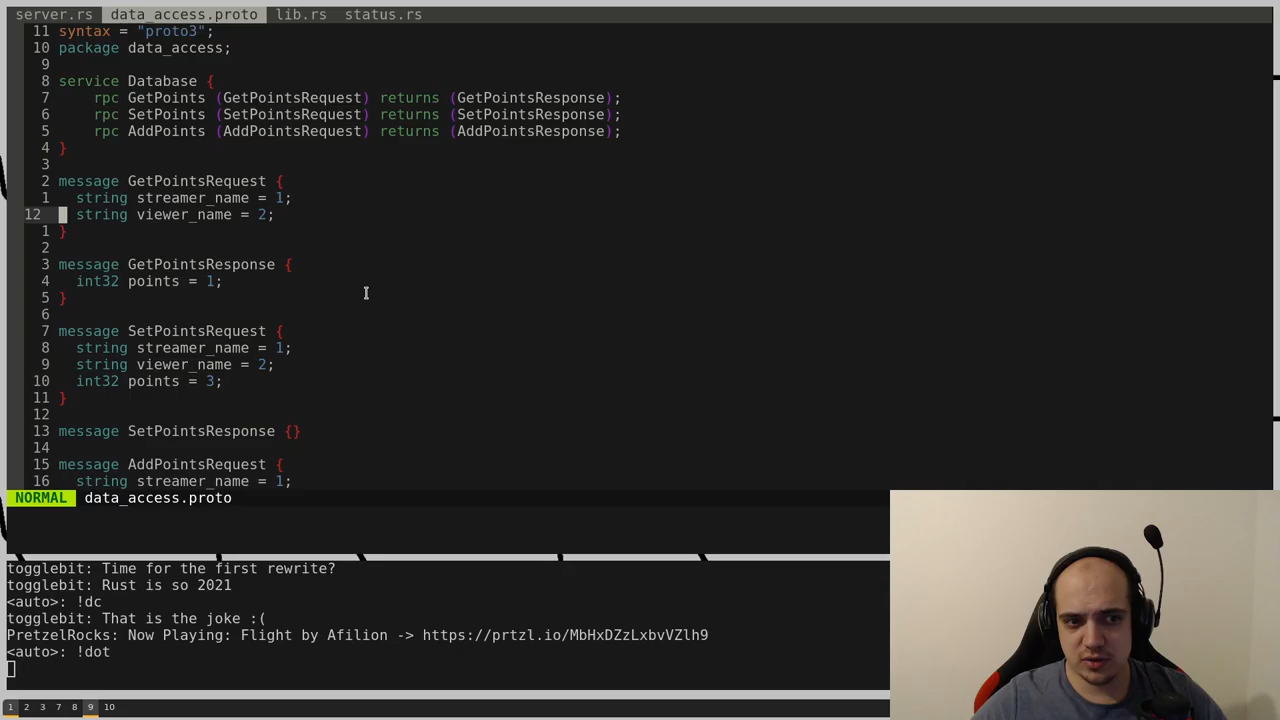 server.rs data_access.proto lib.rs status.rs
11 syntax = "proto3";
10 package data_access;
9
8 service Database {
7 rpc GetPoints (GetPointsRequest) returns (GetPointsResponse);
6 rpc SetPoints (SetPointsRequest) returns (SetPointsResponse);
5 rpc AddPoints (AddPointsRequest) returns (AddPointsResponse);
4 }
3
2 message GetPointsRequest {
1 string streamer_name = 1;
12 string viewer_name = 2;
1 }
2
3 message GetPointsResponse {
4 int32 points = 1;
5 }
6
7 message SetPointsRequest {
8 string streamer_name = 1;
9 string viewer_name = 2;
10 int32 points = 3;
11 }
12
13 message SetPointsResponse {}
14
15 message AddPointsRequest {
16 string streamer_name = 1;
NORMAL data_access.proto
togglebit: Time for the first rewrite?
togglebit: Rust is so 2021
<auto>: !dc
togglebit: That is the joke :(
PretzelRocks: Now Playing: Flight by Afilion -> https://prtzl.io/MbHxDZzLxbvVZlh9
<auto>: !dot
1 2 3 7 8 9 10